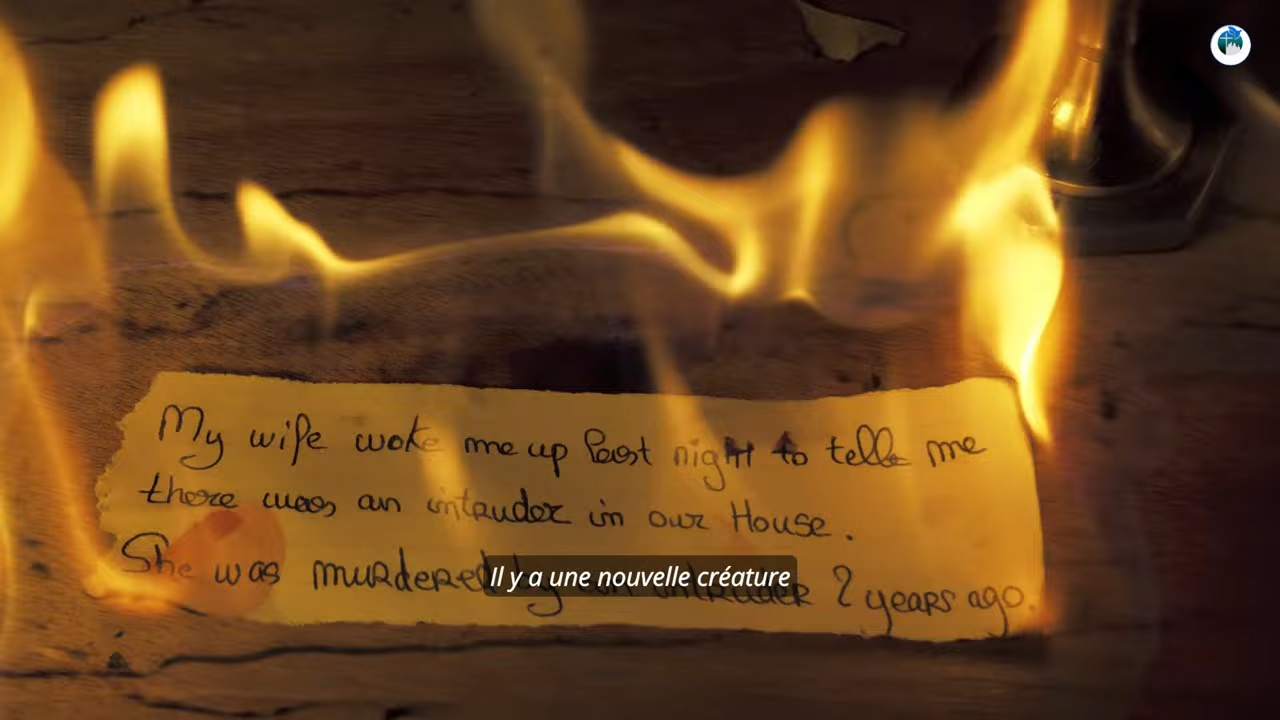 My wife woke me up last night to tell me
there was an intruder in our House.
She was murdered by an intruder 2 years ago.
Il y a une nouvelle créature